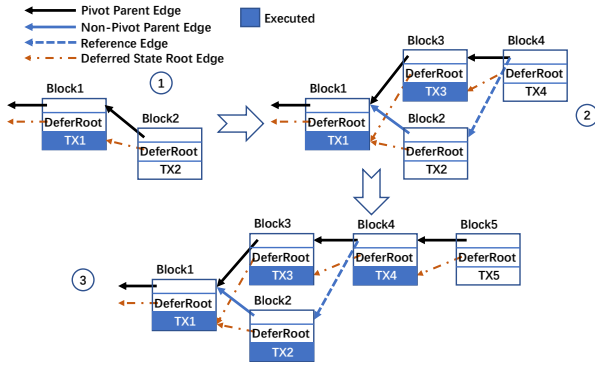 Pivot Parent Edge
Non-Pivot Parent Edge
Reference Edge
Deferred State Root Edge
Executed
1
Block1
DeferRoot
TX1
Block2
DeferRoot
TX2
2
Block1
DeferRoot
TX1
Block3
DeferRoot
TX3
Block4
DeferRoot
TX4
Block2
DeferRoot
TX2
3
Block1
DeferRoot
TX1
Block3
DeferRoot
TX3
Block4
DeferRoot
TX4
Block5
DeferRoot
TX5
Block2
DeferRoot
TX2